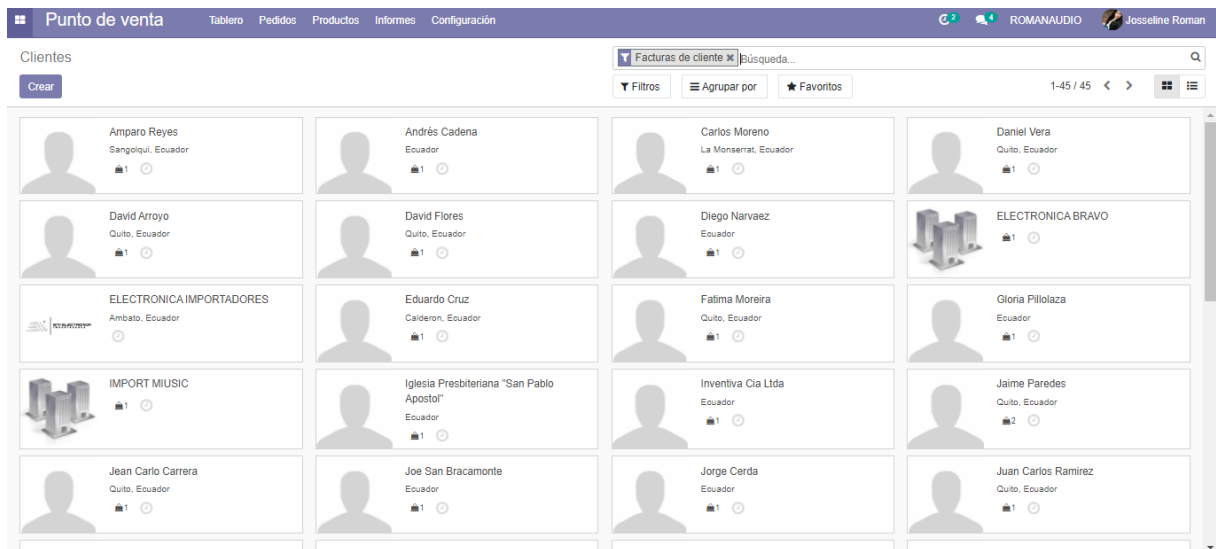 Punto de venta Tablero Pedidos Productos Informes Configuración 2 4 ROMANAUDIO Josseline Roman
Clientes Facturas de cliente Búsqueda...
Crear Filtros Agrupar por Favoritos 1-45 / 45
Amparo Reyes
Sangolqui, Ecuador
1
Andrés Cadena
Ecuador
1
Carlos Moreno
La Monserrat, Ecuador
1
Daniel Vera
Quito, Ecuador
1
David Arroyo
Quito, Ecuador
1
David Flores
Quito, Ecuador
1
Diego Narvaez
Ecuador
1
ELECTRONICA BRAVO
1
ELECTRONICA IMPORTADORES
Ambato, Ecuador
Eduardo Cruz
Calderon, Ecuador
1
Fatima Moreira
Quito, Ecuador
1
Gloria Pillolaza
Ecuador
1
IMPORT MIUSIC
1
Iglesia Presbiteriana "San Pablo
Apostol"
Ecuador
1
Inventiva Cia Ltda
Ecuador
1
Jaime Paredes
Quito, Ecuador
2
Jean Carlo Carrera
Quito, Ecuador
1
Joe San Bracamonte
Ecuador
1
Jorge Cerda
Ecuador
1
Juan Carlos Ramirez
Quito, Ecuador
1